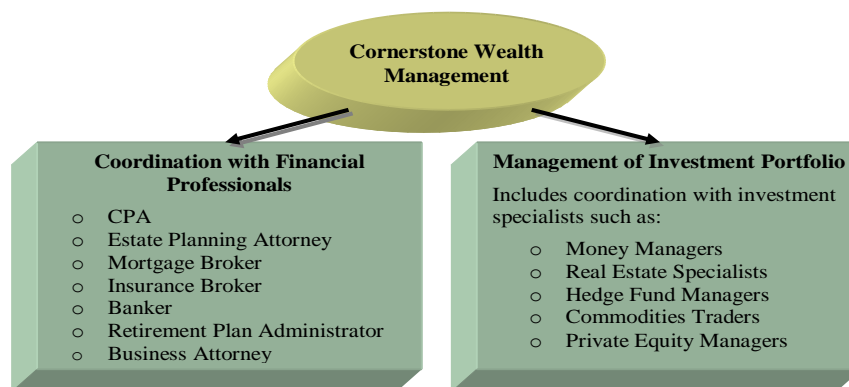 Cornerstone Wealth
Management
Coordination with Financial
Professionals
o CPA
o Estate Planning Attorney
o Mortgage Broker
o Insurance Broker
o Banker
o Retirement Plan Administrator
o Business Attorney
Management of Investment Portfolio
Includes coordination with investment
specialists such as:
o Money Managers
o Real Estate Specialists
o Hedge Fund Managers
o Commodities Traders
o Private Equity Managers